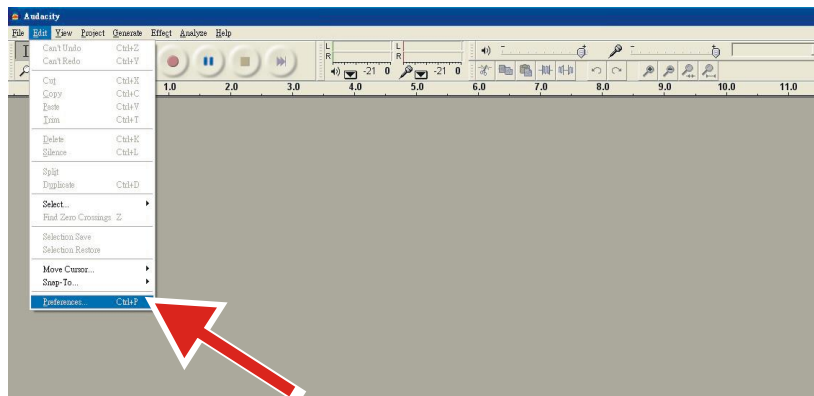 Audacity
File Edit View Project Generate Effect Analyze Help
Can't Undo Ctrl+Z
Can't Redo Ctrl+Y
Cut Ctrl+X
Copy Ctrl+C
Paste Ctrl+V
Trim Ctrl+T
Delete Ctrl+K
Silence Ctrl+L
Split
Duplicate Ctrl+D
Select...
Find Zero Crossings Z
Selection Save
Selection Restore
Move Cursor...
Snap-To...
Preferences... Ctrl+P
L L
R R
-21 0 -21 0
1.0 2.0 3.0 4.0 5.0 6.0 7.0 8.0 9.0 10.0 11.0